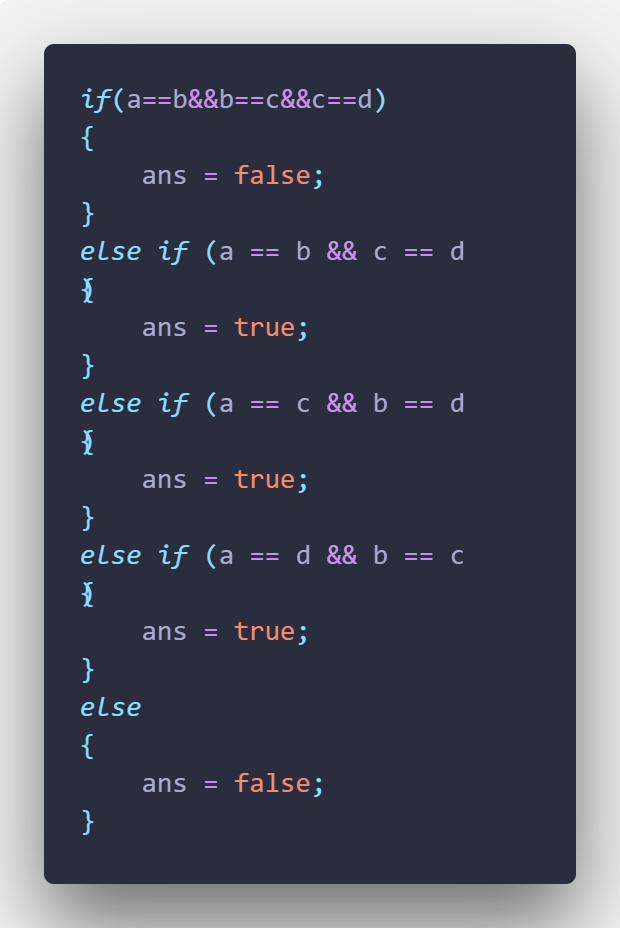 if(a==b&&b==c&&c==d)
{
    ans = false;
}
else if (a == b && c == d
){
    ans = true;
}
else if (a == c && b == d
){
    ans = true;
}
else if (a == d && b == c
){
    ans = true;
}
else
{
    ans = false;
}